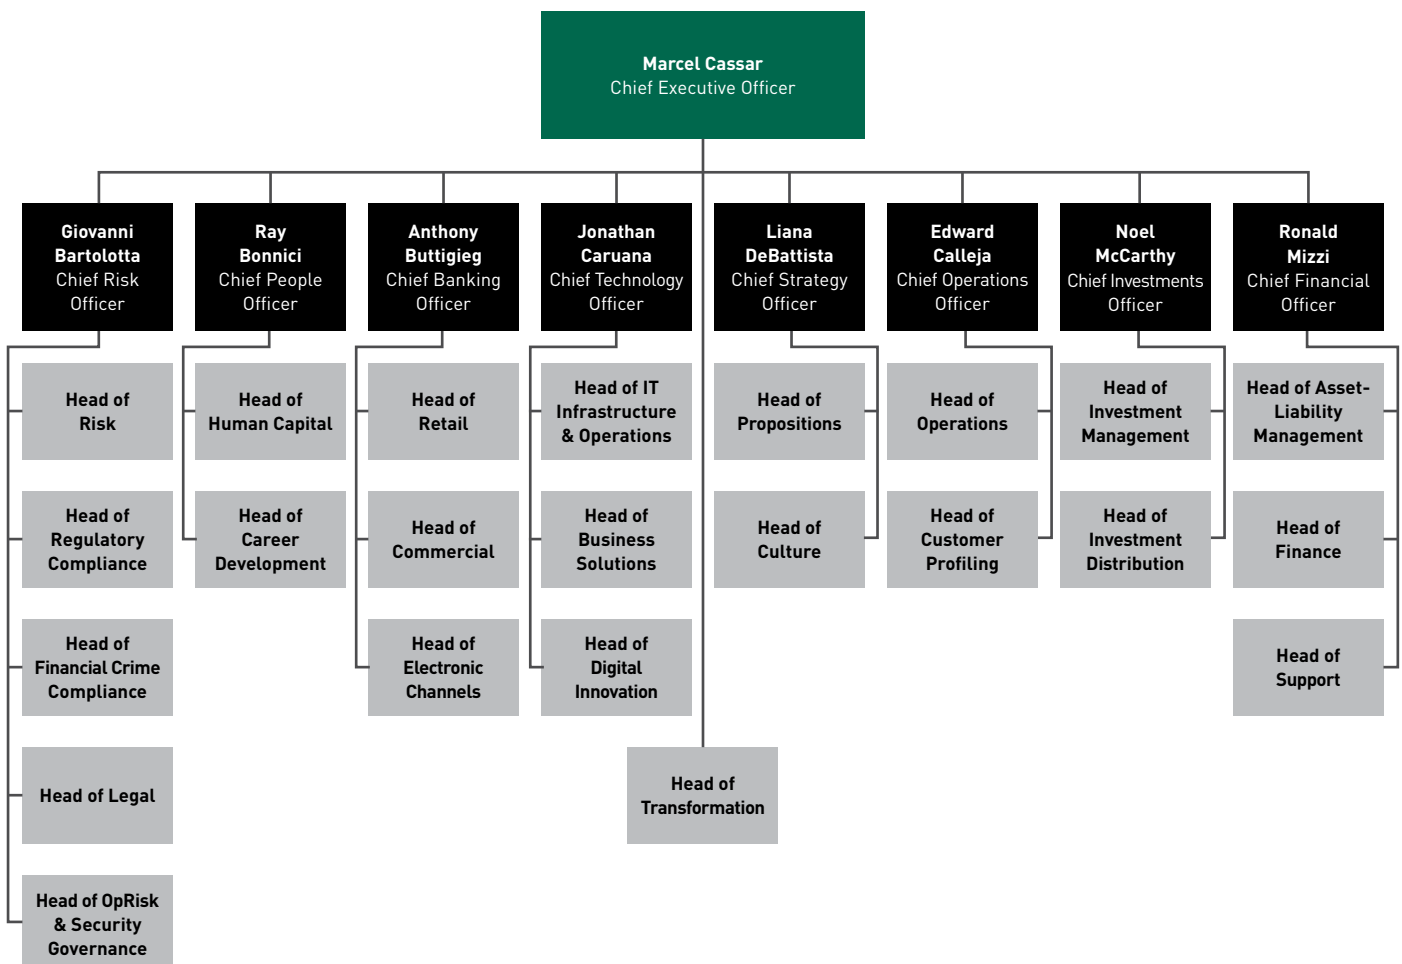 Marcel Cassar
Chief Executive Officer
Giovanni
Bartolotta
Chief Risk
Officer
Ray
Bonnici
Chief People
Officer
Anthony
Buttigieg
Chief Banking
Officer
Jonathan
Caruana
Chief Technology
Officer
Liana
DeBattista
Chief Strategy
Officer
Edward
Calleja
Chief Operations
Officer
Noel
McCarthy
Chief Investments
Officer
Ronald
Mizzi
Chief Financial
Officer
Head of
Risk
Head of
Human Capital
Head of
Retail
Head of IT
Infrastructure
& Operations
Head of
Propositions
Head of
Operations
Head of
Investment
Management
Head of Asset-
Liability
Management
Head of
Regulatory
Compliance
Head of
Career
Development
Head of
Commercial
Head of
Business
Solutions
Head of
Culture
Head of
Customer
Profiling
Head of
Investment
Distribution
Head of
Finance
Head of
Financial Crime
Compliance
Head of
Electronic
Channels
Head of
Digital
Innovation
Head of
Support
Head of Legal
Head of
Transformation
Head of OpRisk
& Security
Governance